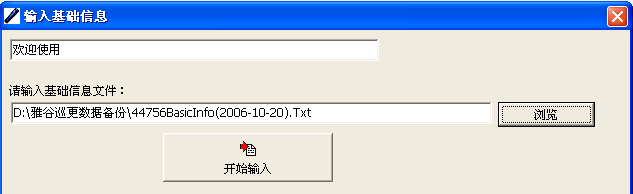 输入基础信息
欢迎使用
请输入基础信息文件：
D:\雅谷巡更数据备份\44756BasicInfo(2006-10-20).Txt
浏览
开始输入